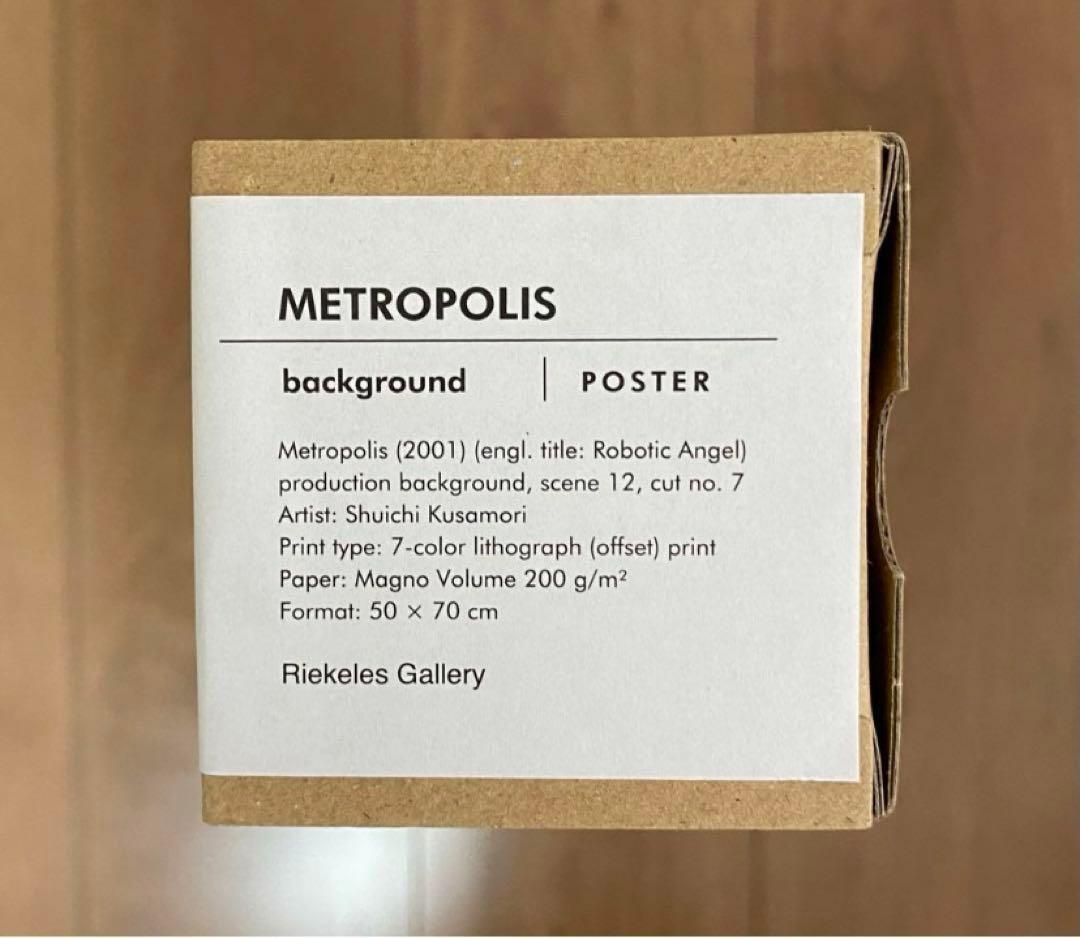 METROPOLIS
background | POSTER
Metropolis (2001) (engl. title: Robotic Angel)
production background, scene 12, cut no. 7
Artist: Shuichi Kusamori
Print type: 7-color lithograph (offset) print
Paper: Magno Volume 200 g/m²
Format: 50 × 70 cm
Riekeles Gallery